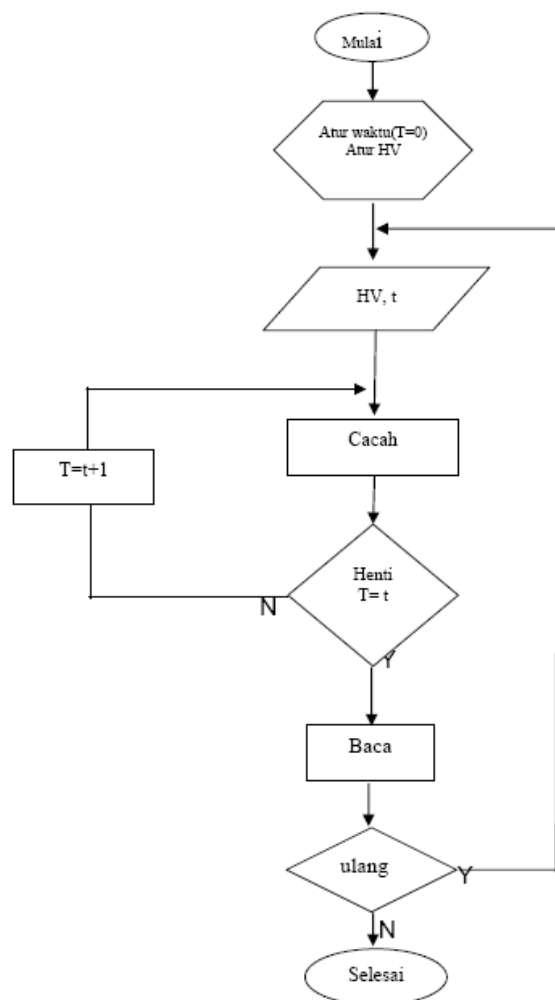 Mulai
Atur waktu(T=0)
Atur HV
HV, t
Cacah
T=t+1
Henti
T= t
N
Y
Baca
ulang
Y
N
Selesai